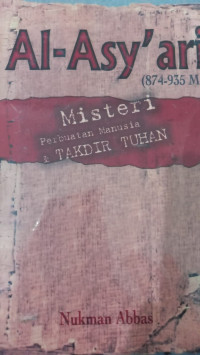 Al-Asy'ari
(874-935 M
Misteri
Perbuatan Manusia
& TAKDIR TUHAN
Nukman Abbas